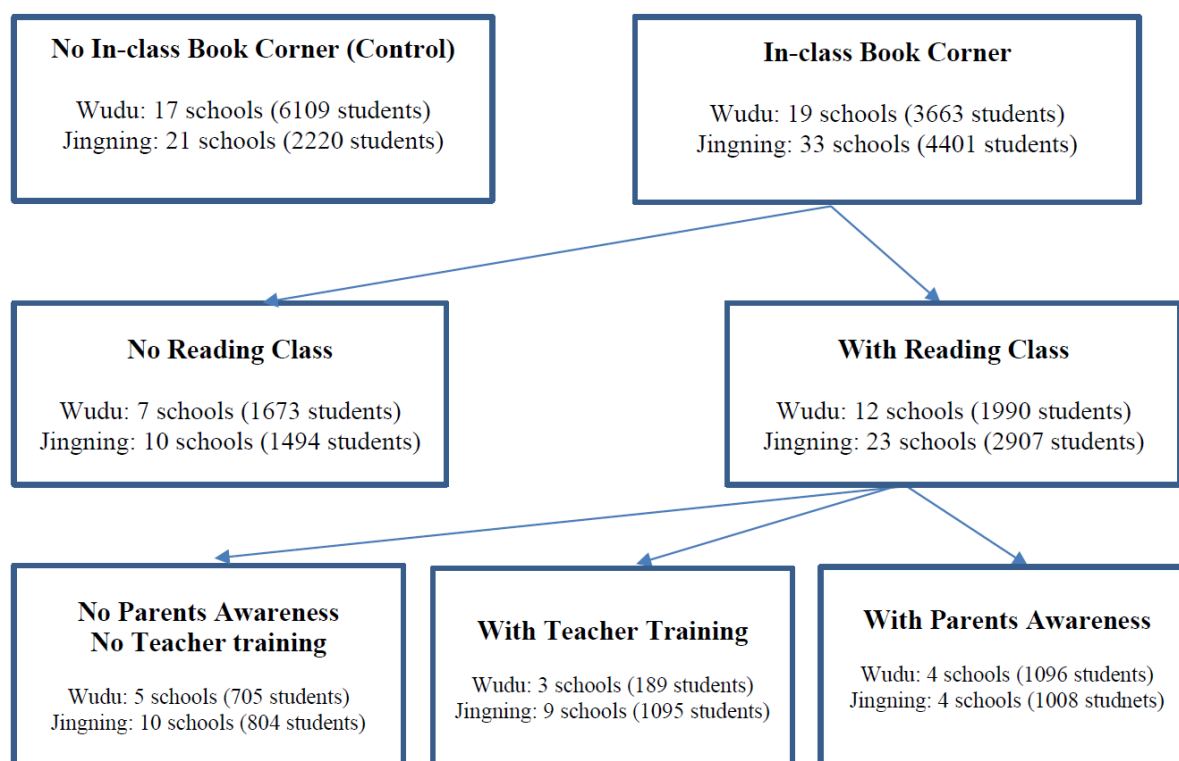 No In-class Book Corner (Control)
Wudu: 17 schools (6109 students)
Jingning: 21 schools (2220 students)
In-class Book Corner
Wudu: 19 schools (3663 students)
Jingning: 33 schools (4401 students)
No Reading Class
Wudu: 7 schools (1673 students)
Jingning: 10 schools (1494 students)
With Reading Class
Wudu: 12 schools (1990 students)
Jingning: 23 schools (2907 students)
No Parents Awareness
No Teacher training
Wudu: 5 schools (705 students)
Jingning: 10 schools (804 students)
With Teacher Training
Wudu: 3 schools (189 students)
Jingning: 9 schools (1095 students)
With Parents Awareness
Wudu: 4 schools (1096 students)
Jingning: 4 schools (1008 studnets)